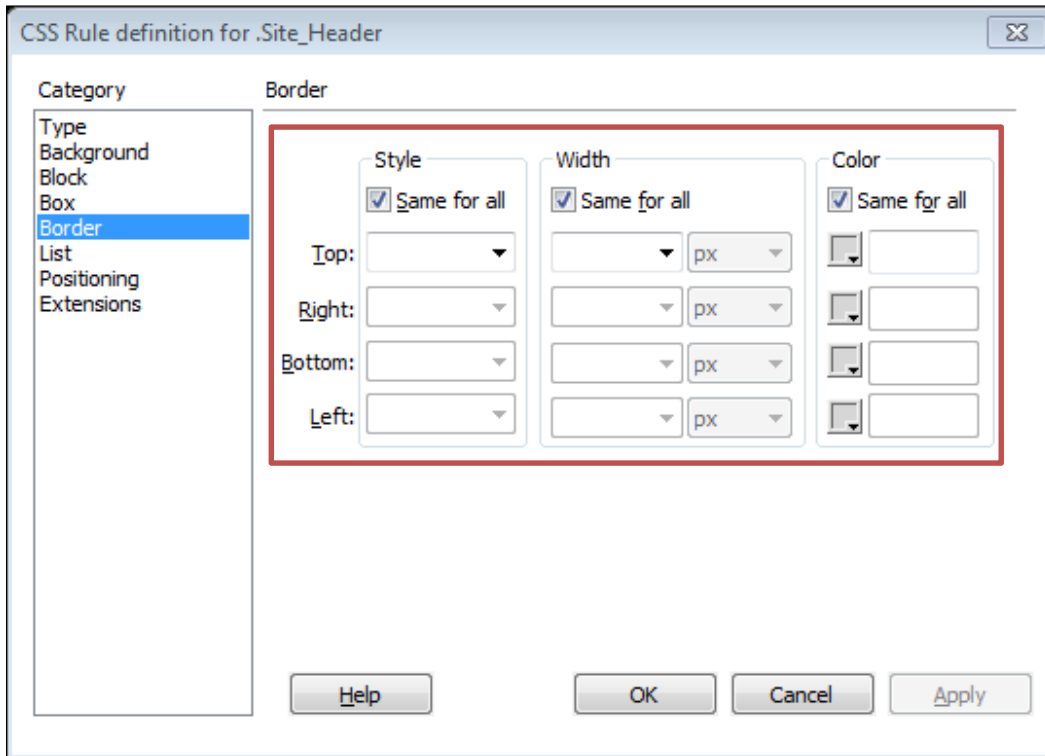 CSS Rule definition for .Site_Header
Category
Border
Type
Background
Block
Box
Border
List
Positioning
Extensions
Style Width Color
Same for all Same for all Same for all
Top: px
Right: px
Bottom: px
Left: px
Help OK Cancel Apply